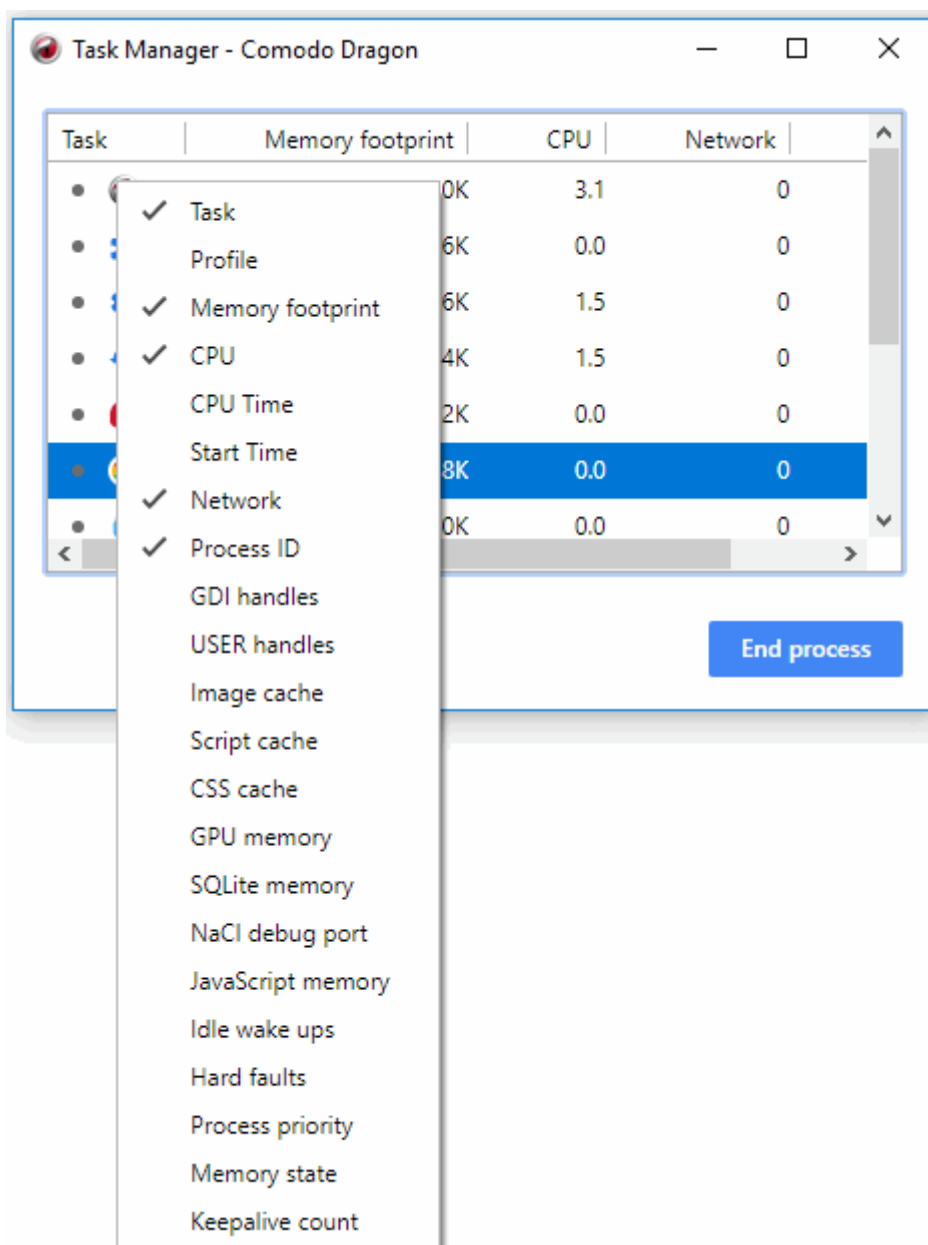 Task Manager - Comodo Dragon
Task Memory footprint CPU Network
0K 3.1 0
6K 0.0 0
6K 1.5 0
4K 1.5 0
2K 0.0 0
8K 0.0 0
0K 0.0 0
Task
Profile
Memory footprint
CPU
CPU Time
Start Time
Network
Process ID
GDI handles
USER handles
Image cache
Script cache
CSS cache
GPU memory
SQLite memory
NaCl debug port
JavaScript memory
Idle wake ups
Hard faults
Process priority
Memory state
Keepalive count
End process